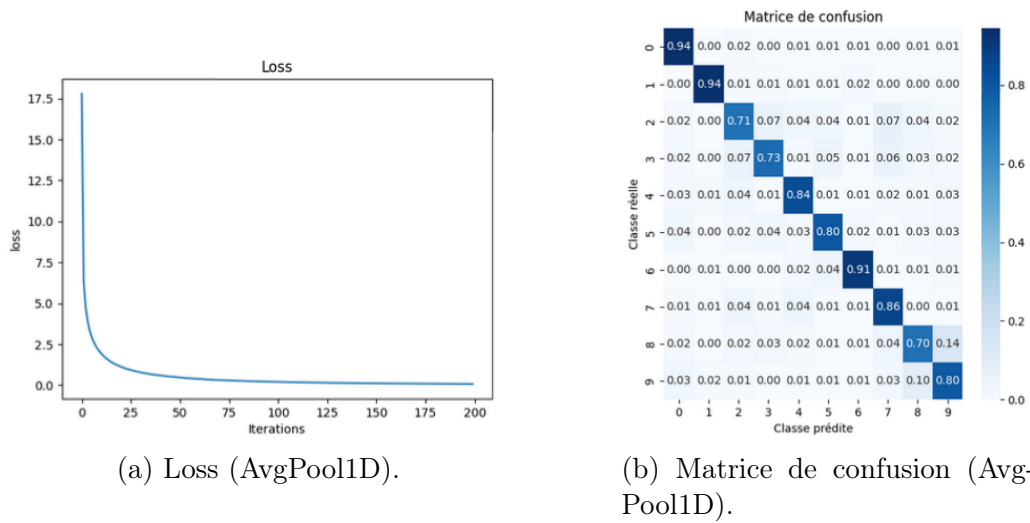 Loss
17.5
15.0
12.5
10.0
7.5
5.0
2.5
0.0
loss
0 25 50 75 100 125 150 175 200
Iterations
(a) Loss (AvgPool1D).
Matrice de confusion
Classe réelle
0 0.94 0.00 0.02 0.00 0.01 0.01 0.01 0.00 0.01 0.01
1 0.00 0.94 0.01 0.01 0.01 0.01 0.02 0.00 0.00 0.00
2 0.02 0.00 0.71 0.07 0.04 0.04 0.01 0.07 0.04 0.02
3 0.02 0.00 0.07 0.73 0.01 0.05 0.01 0.06 0.03 0.02
4 0.03 0.01 0.04 0.01 0.84 0.01 0.01 0.02 0.01 0.03
5 0.04 0.00 0.02 0.04 0.03 0.80 0.02 0.01 0.03 0.03
6 0.00 0.01 0.00 0.00 0.02 0.04 0.91 0.01 0.01 0.01
7 0.01 0.01 0.04 0.01 0.04 0.01 0.01 0.86 0.00 0.01
8 0.02 0.00 0.02 0.03 0.02 0.01 0.01 0.04 0.70 0.14
9 0.03 0.02 0.01 0.00 0.01 0.01 0.01 0.03 0.10 0.80
0 1 2 3 4 5 6 7 8 9
Classe prédite
0.8
0.6
0.4
0.2
0.0
(b) Matrice de confusion (Avg-
Pool1D).